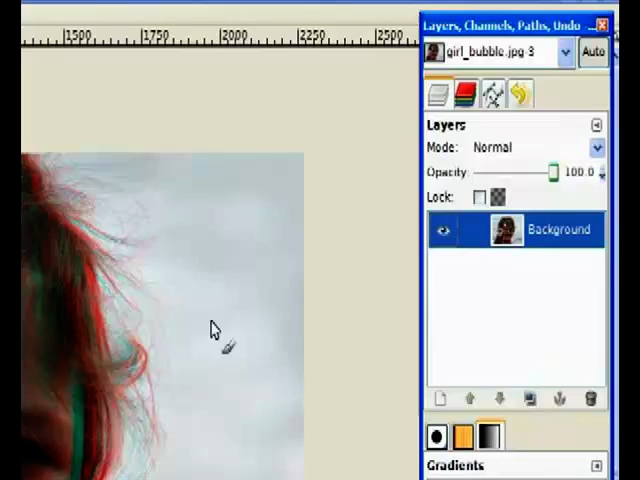 Layers, Channels, Paths, Undo - ...
1500 1750 2000 2250 2500
girl_bubble.jpg-3
Auto
Layers
Mode: Normal
Opacity: 100.0
Lock:
Background
Gradients